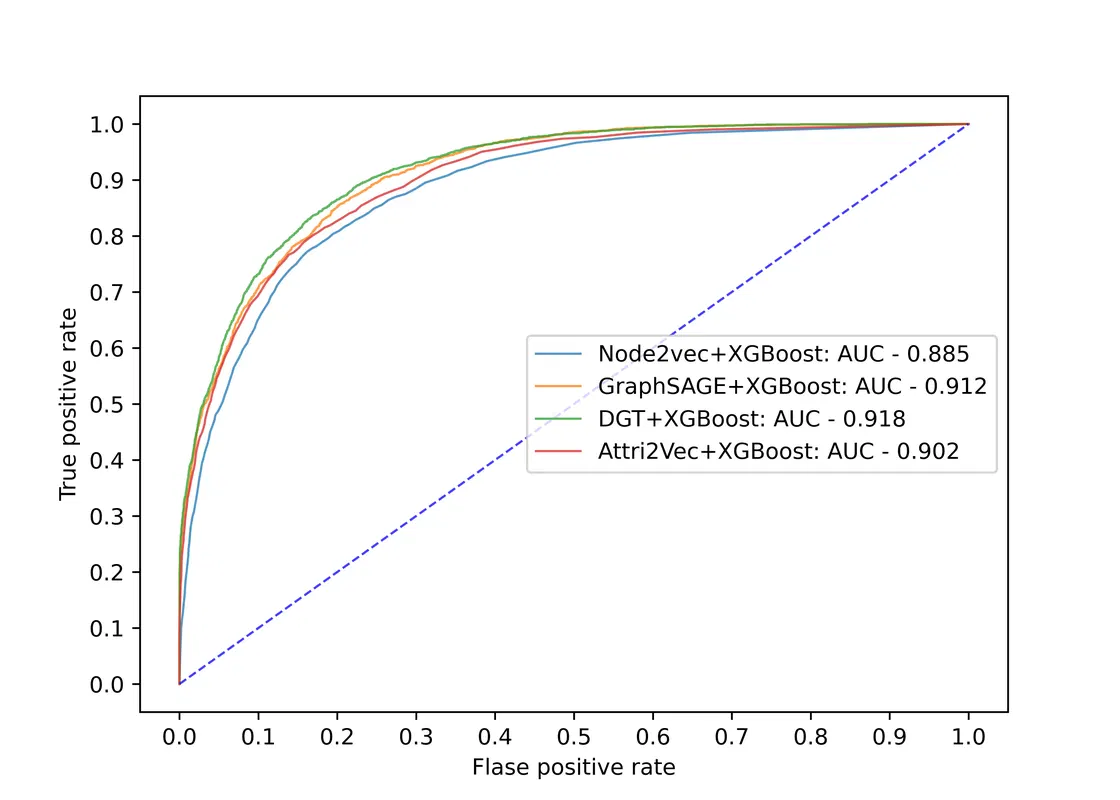 1.0
0.9
0.8
0.7
0.6
0.5
0.4
0.3
0.2
0.1
0.0
True positive rate
Node2vec+XGBoost: AUC - 0.885
GraphSAGE+XGBoost: AUC - 0.912
DGT+XGBoost: AUC - 0.918
Attri2Vec+XGBoost: AUC - 0.902
0.0 0.1 0.2 0.3 0.4 0.5 0.6 0.7 0.8 0.9 1.0
Flase positive rate